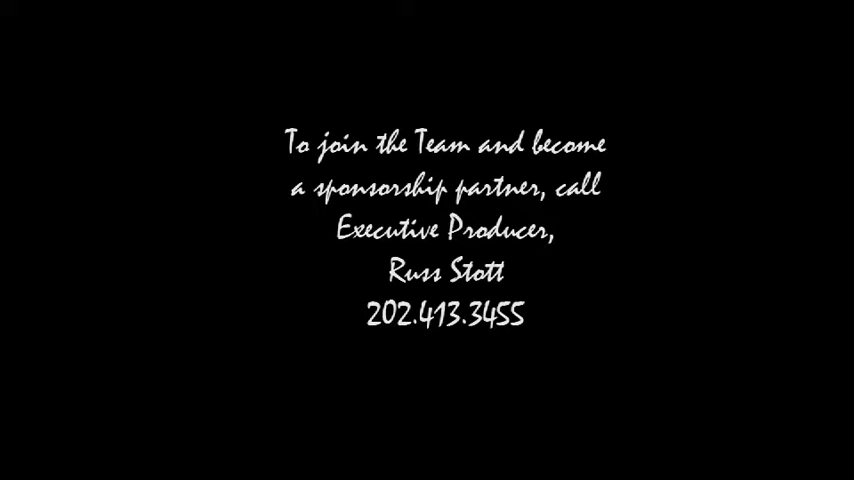 To join the Team and become
a sponsorship partner, call
Executive Producer,
Russ Stott
202.413.3455